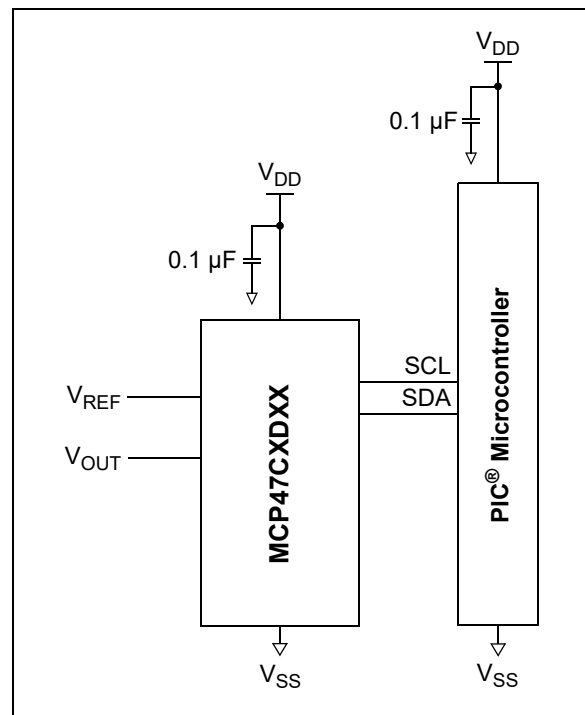 VDD
0.1 µF
VDD
0.1 µF
SCL
SDA
VREF
VOUT
MCP47CXDXX
PIC® Microcontroller
VSS
VSS